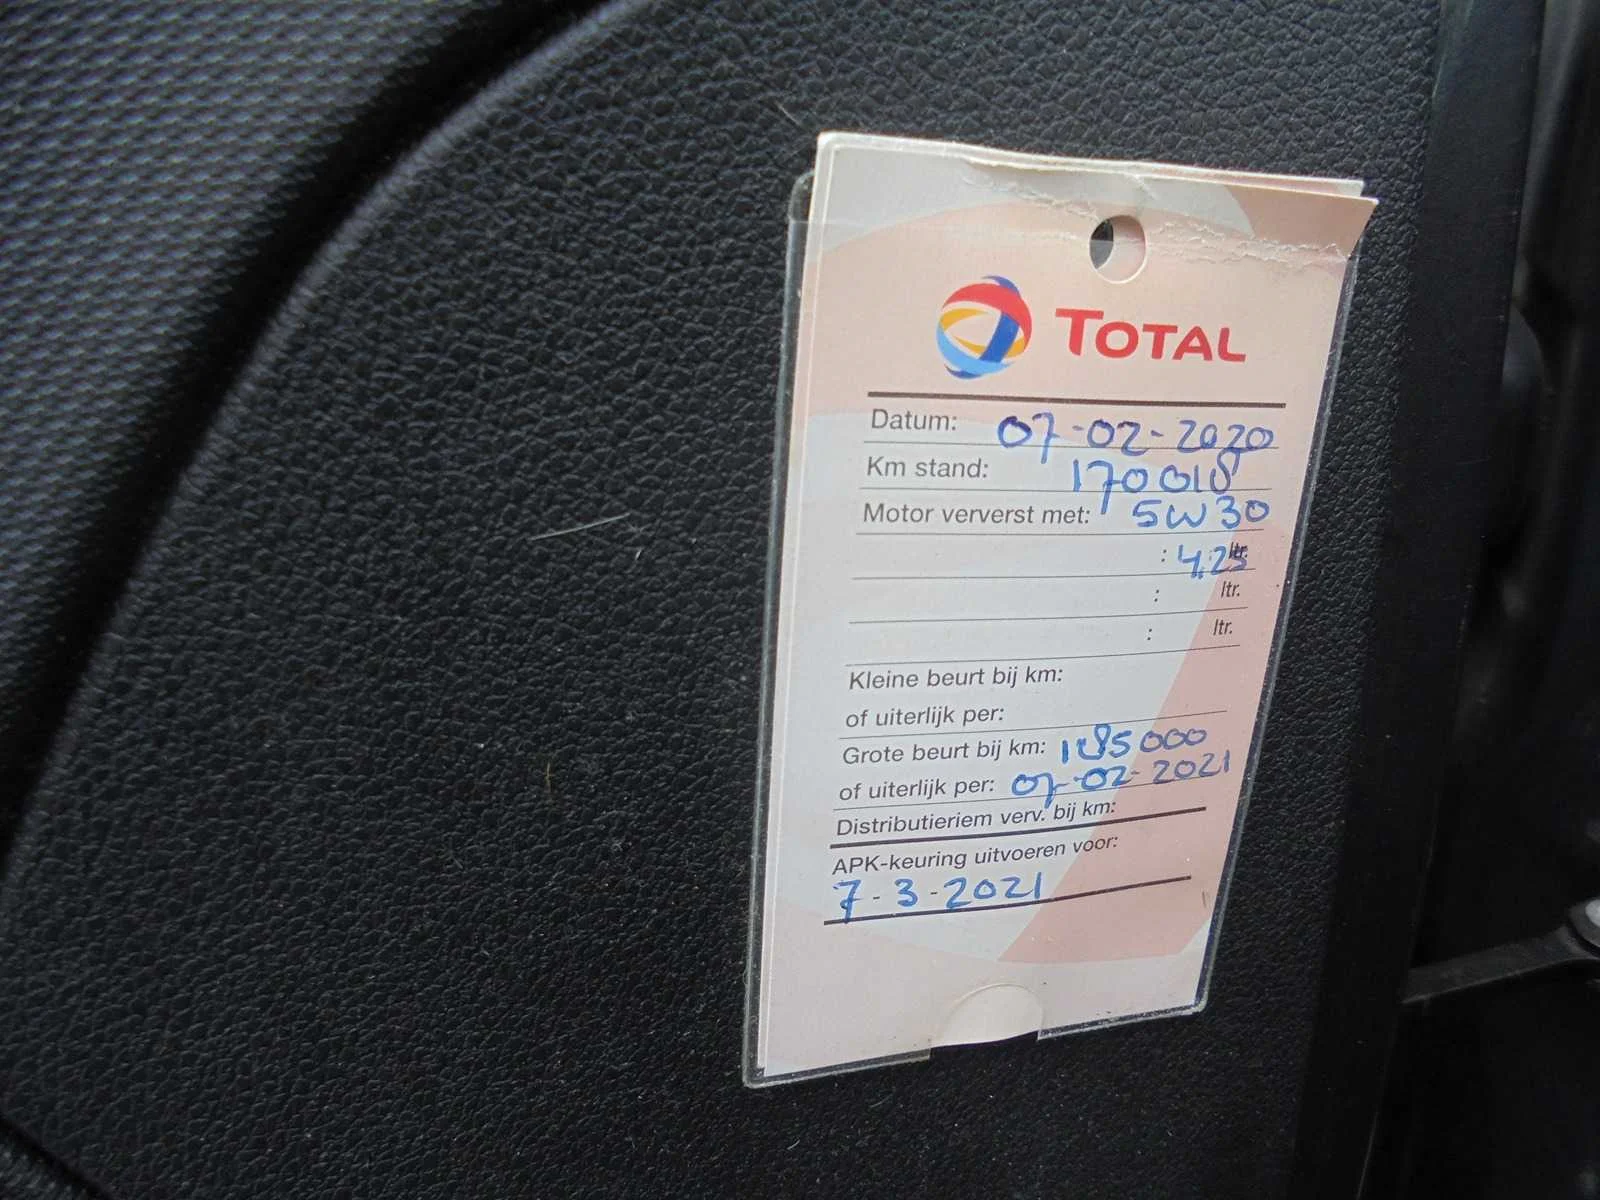 TOTAL
Datum: 07-02-2020
Km stand: 170018
Motor ververst met: 5W30
: 4,25 ltr.
: ltr.
: ltr.
Kleine beurt bij km:
of uiterlijk per:
Grote beurt bij km: 185000
of uiterlijk per: 07-02-2021
Distributieriem verv. bij km:
APK-keuring uitvoeren voor:
7-3-2021